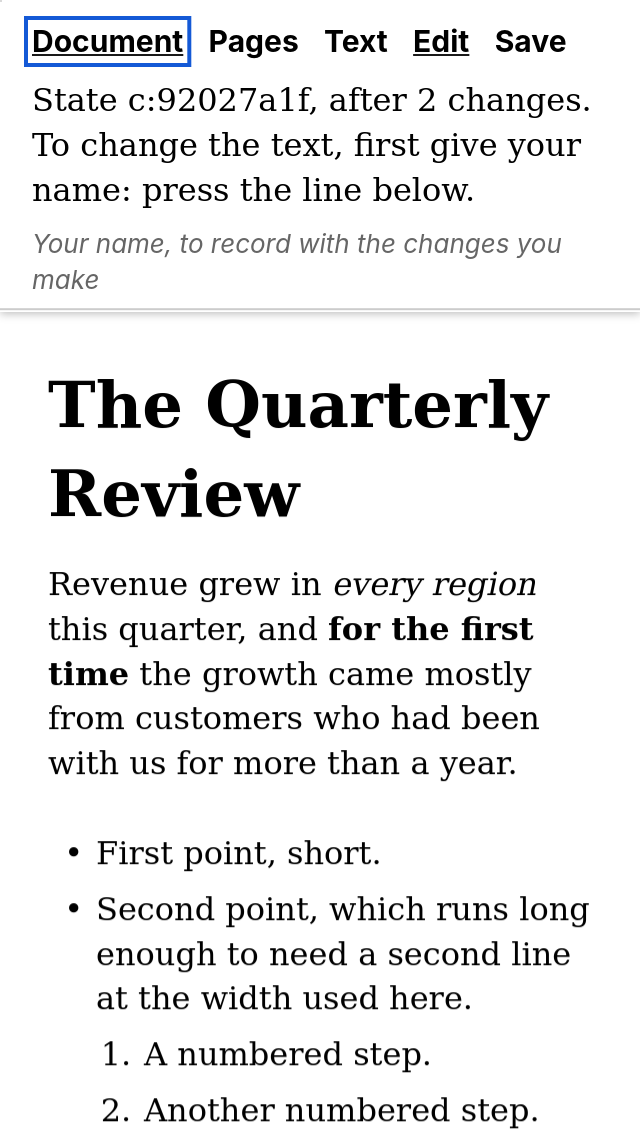 Document Pages Text Edit Save
State c:92027a1f, after 2 changes.
To change the text, first give your
name: press the line below.
Your name, to record with the changes you
make
The Quarterly
Review
Revenue grew in every region
this quarter, and for the first
time the growth came mostly
from customers who had been
with us for more than a year.
• First point, short.
• Second point, which runs long
enough to need a second line
at the width used here.
1. A numbered step.
2. Another numbered step.